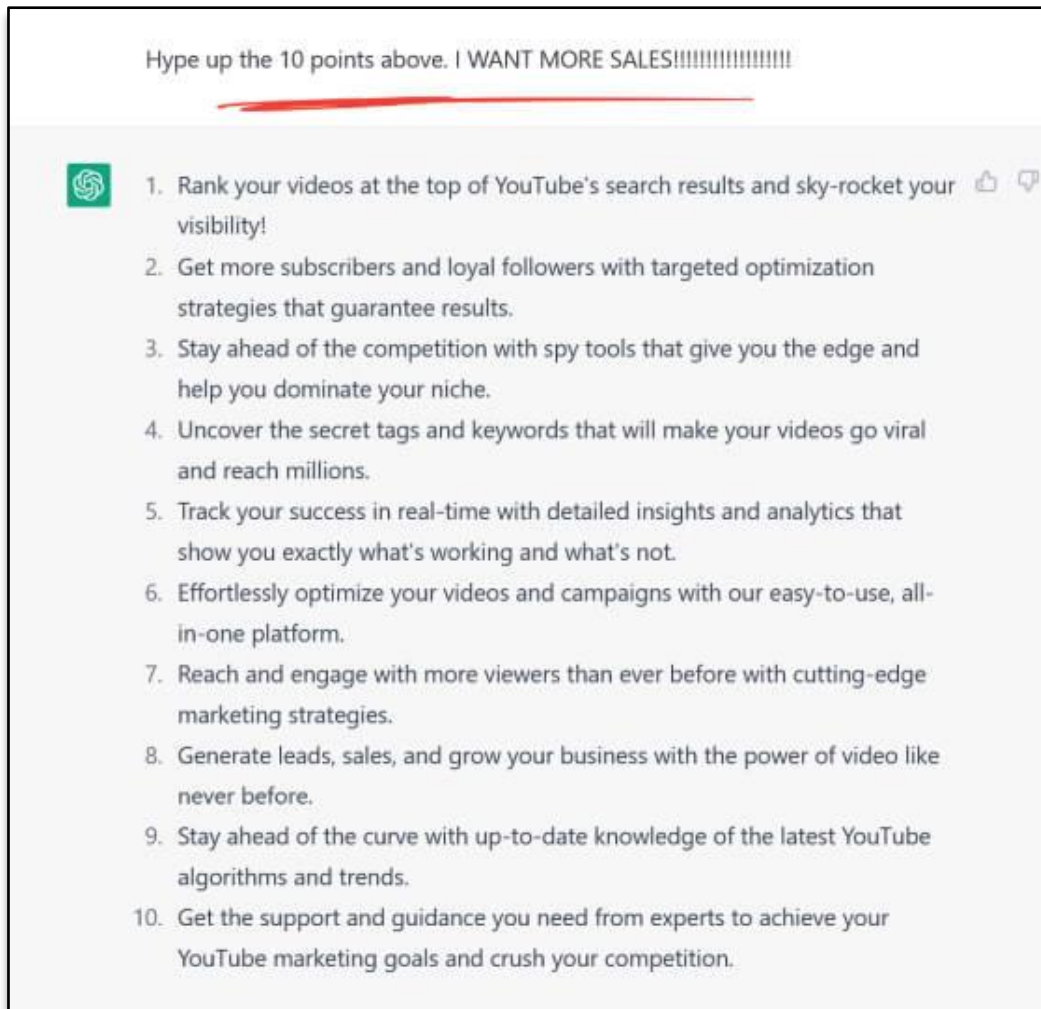 Hype up the 10 points above. I WANT MORE SALES!!!!!!!!!!!!!!!!!!
1. Rank your videos at the top of YouTube's search results and sky-rocket your
visibility!
2. Get more subscribers and loyal followers with targeted optimization
strategies that guarantee results.
3. Stay ahead of the competition with spy tools that give you the edge and
help you dominate your niche.
4. Uncover the secret tags and keywords that will make your videos go viral
and reach millions.
5. Track your success in real-time with detailed insights and analytics that
show you exactly what's working and what's not.
6. Effortlessly optimize your videos and campaigns with our easy-to-use, all-
in-one platform.
7. Reach and engage with more viewers than ever before with cutting-edge
marketing strategies.
8. Generate leads, sales, and grow your business with the power of video like
never before.
9. Stay ahead of the curve with up-to-date knowledge of the latest YouTube
algorithms and trends.
10. Get the support and guidance you need from experts to achieve your
YouTube marketing goals and crush your competition.